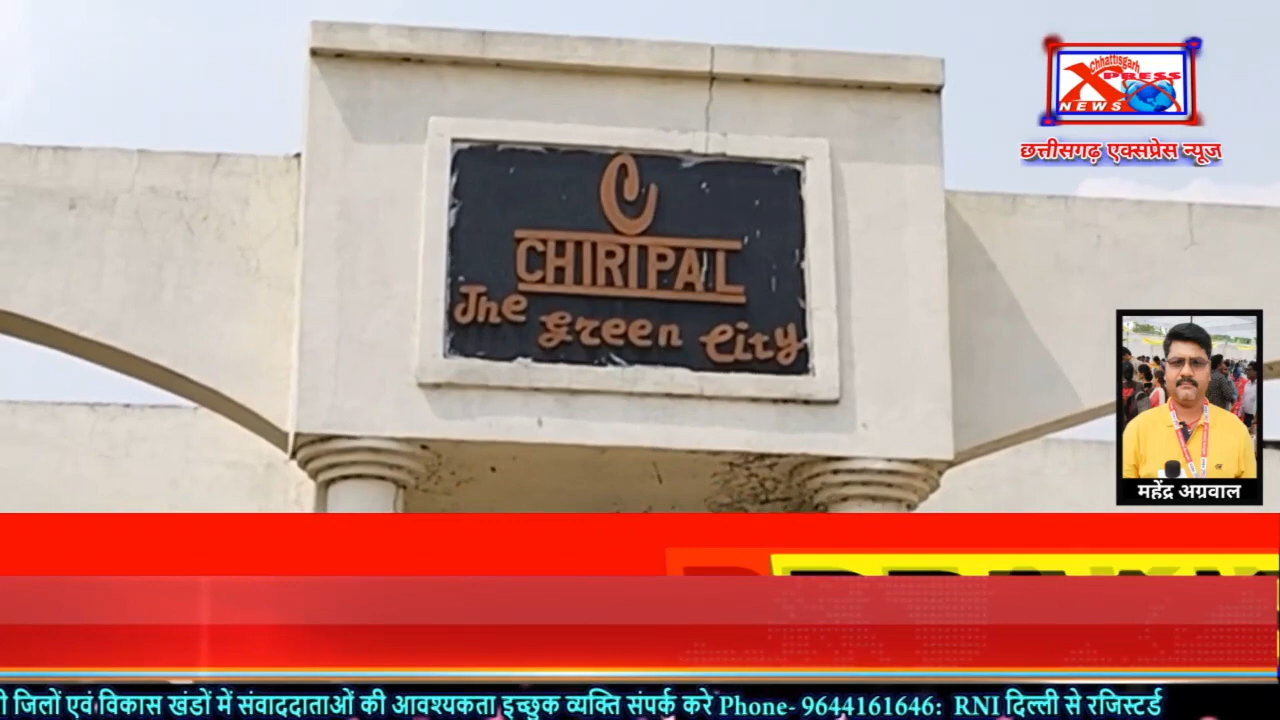 Chhattisgarh
XPRESS
NEWS
छत्तीसगढ़ एक्सप्रेस न्यूज
C
CHIRIPAL
The Green City
महेंद्र अग्रवाल
ी जिलों एवं विकास खंडों में संवाददाताओं की आवश्यकता इच्छुक व्यक्ति संपर्क करे Phone- 9644161646: RNI दिल्ली से रजिस्टर्ड